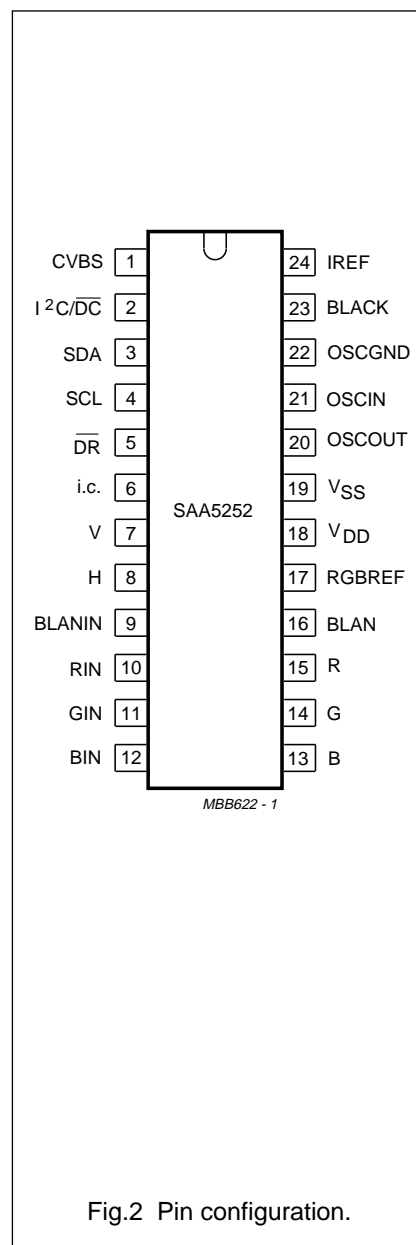 CVBS 1 24 IREF
I²C/D̅C̅ 2 23 BLACK
SDA 3 22 OSCGND
SCL 4 21 OSCIN
D̅R̅ 5 20 OSCOUT
i.c. 6 19 VSS
SAA5252
V 7 18 VDD
H 8 17 RGBREF
BLANIN 9 16 BLAN
RIN 10 15 R
GIN 11 14 G
BIN 12 13 B
MBB622 - 1
Fig.2 Pin configuration.